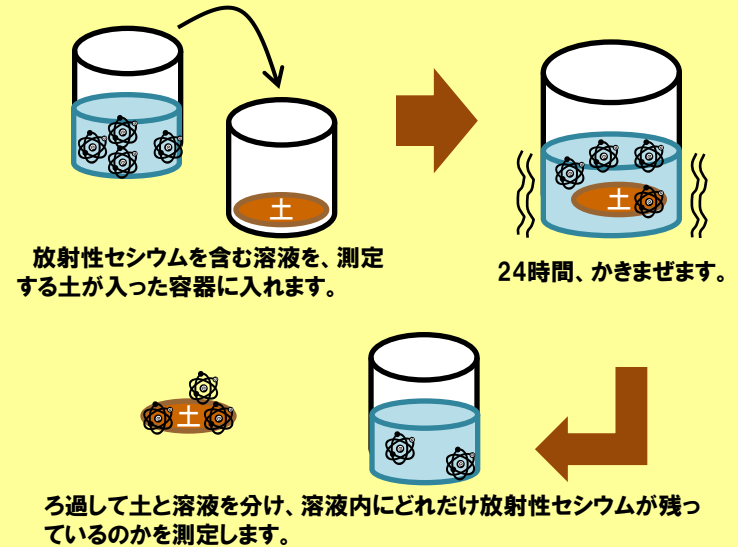 土
放射性セシウムを含む溶液を、測定
する土が入った容器に入れます。
土
24時間、かきまぜます。
土
ろ過して土と溶液を分け、溶液内にどれだけ放射性セシウムが残っ
ているのかを測定します。